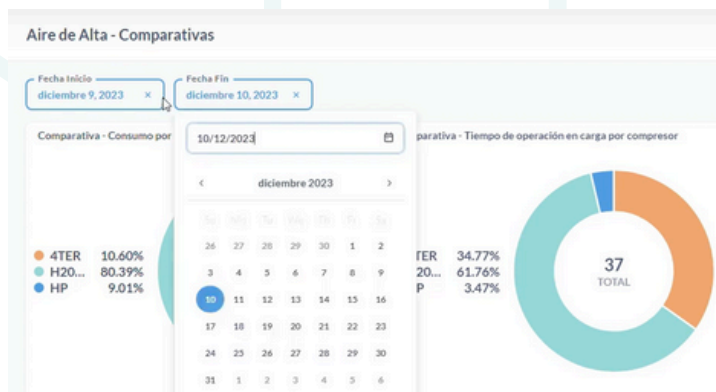 Aire de Alta - Comparativas
Fecha Inicio
diciembre 9, 2023 ×
Fecha Fin
diciembre 10, 2023 ×
Comparativa - Consumo por
10/12/2023
diciembre 2023
26 27 28 29 30 1 2
3 4 5 6 7 8 9
10 11 12 13 14 15 16
17 18 19 20 21 22 23
24 25 26 27 28 29 30
31 1 2 3 4 5 6
4TER 10.60%
H20... 80.39%
HP 9.01%
parativa - Tiempo de operación en carga por compresor
TER 34.77%
20... 61.76%
P 3.47%
37
TOTAL